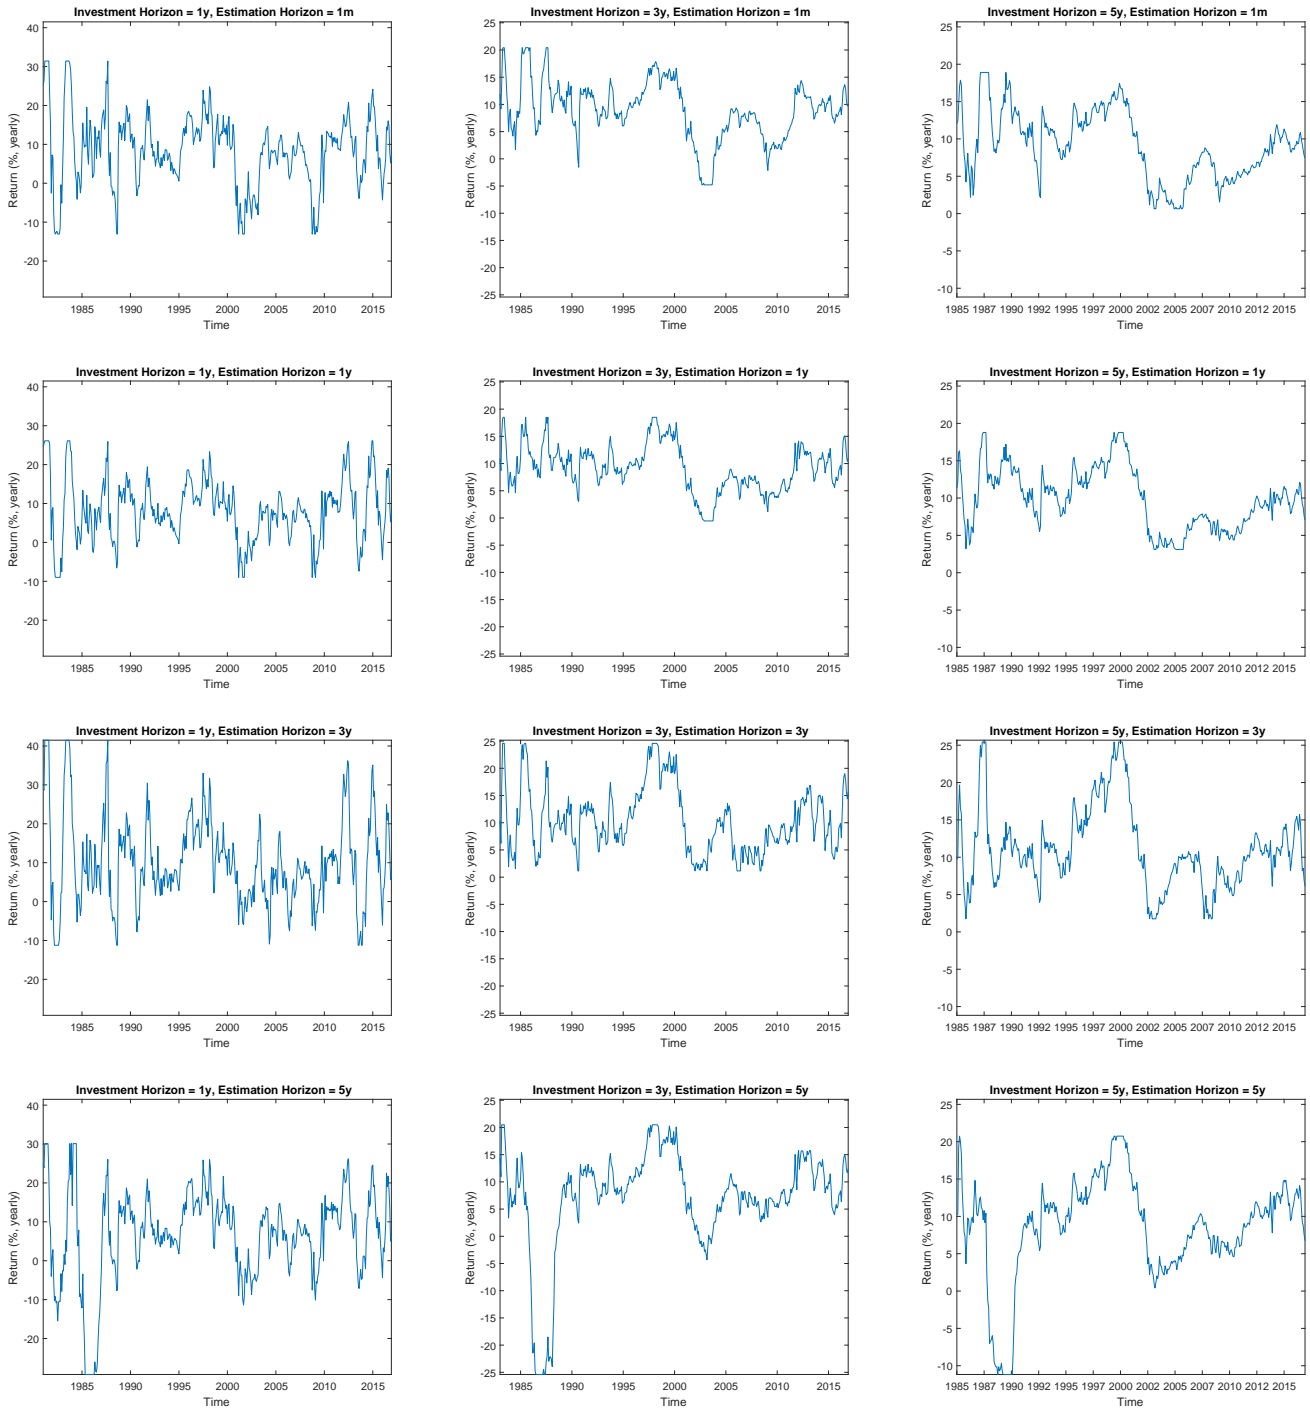 Investment Horizon = 1y, Estimation Horizon = 1m
Investment Horizon = 3y, Estimation Horizon = 1m
Investment Horizon = 5y, Estimation Horizon = 1m
Return (%, yearly)
40
30
20
10
0
-10
-20
1985 1990 1995 2000 2005 2010 2015
Time
Return (%, yearly)
25
20
15
10
5
0
-5
-10
-15
-20
-25
1985 1990 1995 2000 2005 2010 2015
Time
Return (%, yearly)
25
20
15
10
5
0
-5
-10
1985 1987 1990 1992 1995 1997 2000 2002 2005 2007 2010 2012 2015
Time
Investment Horizon = 1y, Estimation Horizon = 1y
Investment Horizon = 3y, Estimation Horizon = 1y
Investment Horizon = 5y, Estimation Horizon = 1y
Return (%, yearly)
40
30
20
10
0
-10
-20
1985 1990 1995 2000 2005 2010 2015
Time
Return (%, yearly)
25
20
15
10
5
0
-5
-10
-15
-20
-25
1985 1990 1995 2000 2005 2010 2015
Time
Return (%, yearly)
25
20
15
10
5
0
-5
-10
1985 1987 1990 1992 1995 1997 2000 2002 2005 2007 2010 2012 2015
Time
Investment Horizon = 1y, Estimation Horizon = 3y
Investment Horizon = 3y, Estimation Horizon = 3y
Investment Horizon = 5y, Estimation Horizon = 3y
Return (%, yearly)
40
30
20
10
0
-10
-20
1985 1990 1995 2000 2005 2010 2015
Time
Return (%, yearly)
25
20
15
10
5
0
-5
-10
-15
-20
-25
1985 1990 1995 2000 2005 2010 2015
Time
Return (%, yearly)
25
20
15
10
5
0
-5
-10
1985 1987 1990 1992 1995 1997 2000 2002 2005 2007 2010 2012 2015
Time
Investment Horizon = 1y, Estimation Horizon = 5y
Investment Horizon = 3y, Estimation Horizon = 5y
Investment Horizon = 5y, Estimation Horizon = 5y
Return (%, yearly)
40
30
20
10
0
-10
-20
1985 1990 1995 2000 2005 2010 2015
Time
Return (%, yearly)
25
20
15
10
5
0
-5
-10
-15
-20
-25
1985 1990 1995 2000 2005 2010 2015
Time
Return (%, yearly)
25
20
15
10
5
0
-5
-10
1985 1987 1990 1992 1995 1997 2000 2002 2005 2007 2010 2012 2015
Time